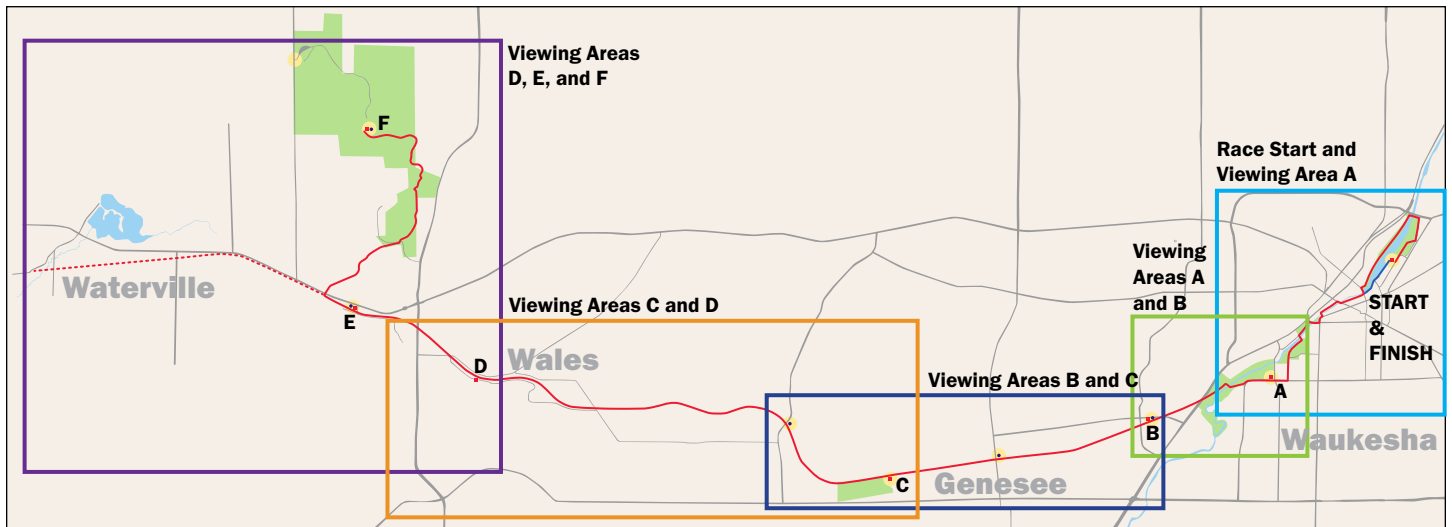 Viewing Areas
D, E, and F
F
Race Start and
Viewing Area A
Viewing
Areas A
and B
Waterville
E
Viewing Areas C and D
START
&
FINISH
D
Wales
Viewing Areas B and C
A
B
Waukesha
C
Genesee